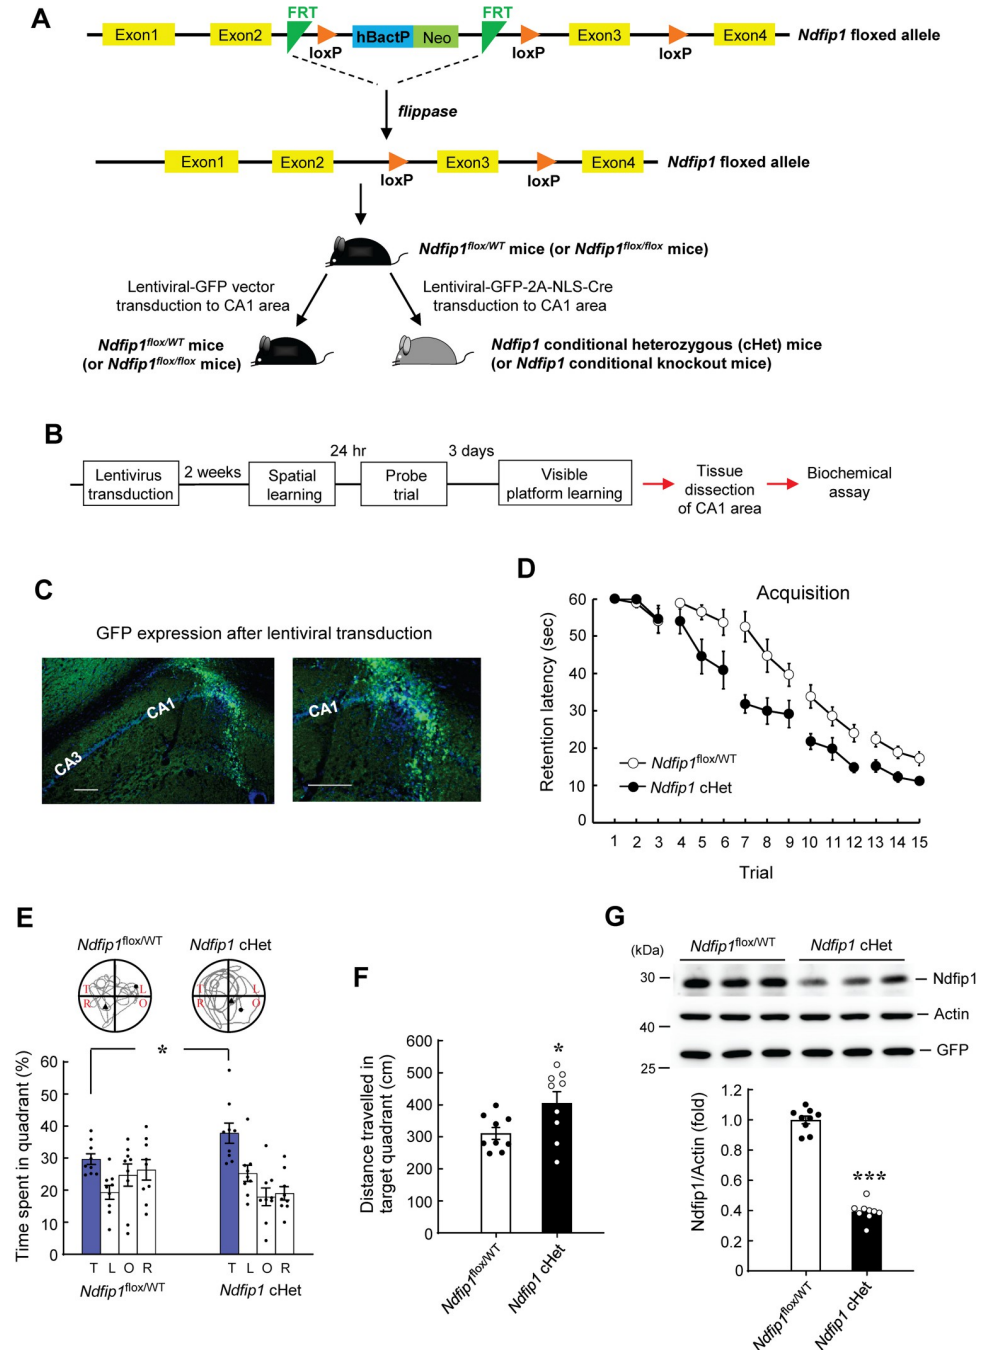 A
FRT
FRT
Exon1
Exon2
loxP
hBactP
Neo
loxP
Exon3
loxP
Exon4
Ndfip1 floxed allele
flippase
Exon1
Exon2
loxP
Exon3
loxP
Exon4
Ndfip1 floxed allele
Ndfip1flox/WT mice (or Ndfip1flox/flox mice)
Lentiviral-GFP vector
transduction to CA1 area
Lentiviral-GFP-2A-NLS-Cre
transduction to CA1 area
Ndfip1flox/WT mice
(or Ndfip1flox/flox mice)
Ndfip1 conditional heterozygous (cHet) mice
(or Ndfip1 conditional knockout mice)
B
Lentivirus
transduction
2 weeks
Spatial
learning
24 hr
Probe
trial
3 days
Visible
platform learning
Tissue
dissection
of CA1 area
Biochemical
assay
C
GFP expression after lentiviral transduction
CA1
CA3
CA1
D
Acquisition
Retention latency (sec)
60
50
40
30
20
10
0
Ndfip1flox/WT
Ndfip1 cHet
1 2 3 4 5 6 7 8 9 10 11 12 13 14 15
Trial
E
Ndfip1flox/WT
Ndfip1 cHet
T L
R O
T L
R O
*
Time spent in quadrant (%)
60
50
40
30
20
10
0
T L O R
T L O R
Ndfip1flox/WT
Ndfip1 cHet
F
Distance travelled in
target quadrant (cm)
600
500
400
300
200
100
0
*
Ndfip1flox/WT
Ndfip1 cHet
G
(kDa)
Ndfip1flox/WT
Ndfip1 cHet
30
Ndfip1
Actin
40
GFP
25
Ndfip1/Actin (fold)
1.2
1.0
0.8
0.6
0.4
0.2
0
***
Ndfip1flox/WT
Ndfip1 cHet